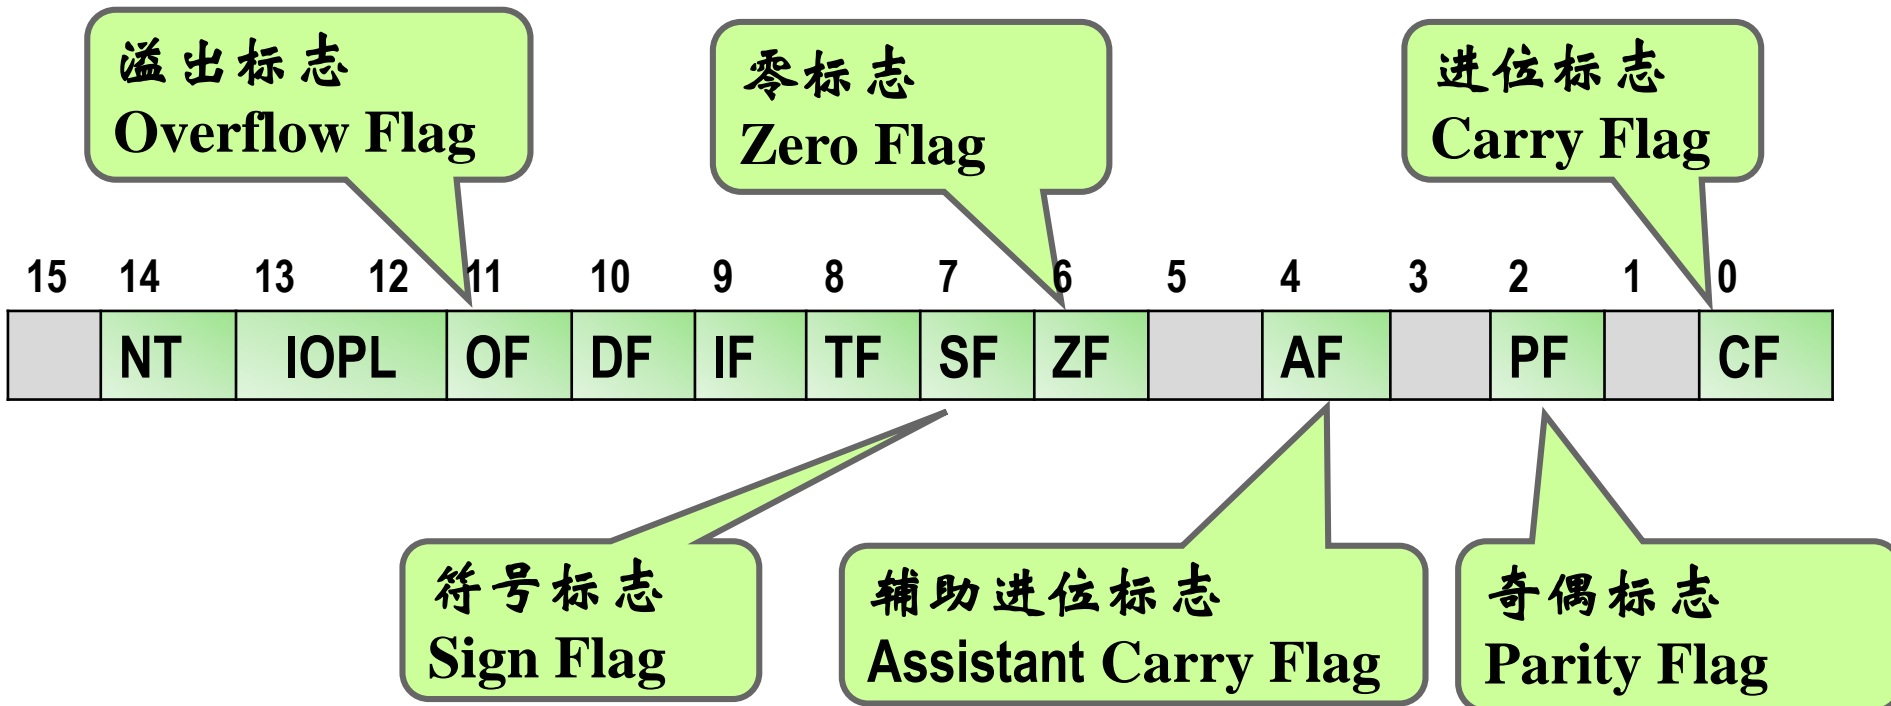 溢出标志
Overflow Flag
零标志
Zero Flag
进位标志
Carry Flag
15 14 13 12 11 10 9 8 7 6 5 4 3 2 1 0
NT IOPL OF DF IF TF SF ZF AF PF CF
符号标志
Sign Flag
辅助进位标志
Assistant Carry Flag
奇偶标志
Parity Flag